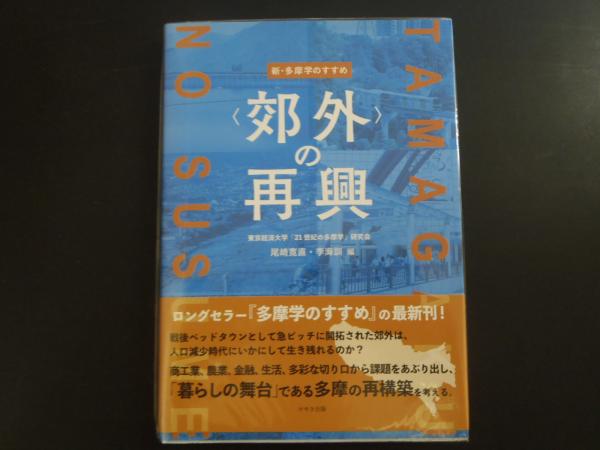 TAMAGA
NO SUSU
E
新・多摩学のすすめ
〈郊外〉
の
再興
東京経済大学「21世紀の多摩学」研究会
尾崎寛直・李海訓 編
ロングセラー『多摩学のすすめ』の最新刊！
戦後ベッドタウンとして急ピッチに開拓された郊外は、
人口減少時代にいかにして生き残れるのか？
商工業、農業、金融、生活、多彩な切り口から課題をあぶり出し、
「暮らしの舞台」である多摩の再構築を考える。
けやき出版